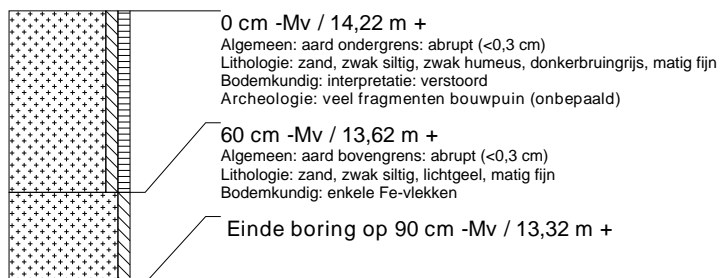 0 cm -Mv / 14,22 m +
Algemeen: aard ondergrens: abrupt (<0,3 cm)
Lithologie: zand, zwak siltig, zwak humeus, donkerbruingrijs, matig fijn
Bodemkundig: interpretatie: verstoord
Archeologie: veel fragmenten bouwpuin (onbepaald)
60 cm -Mv / 13,62 m +
Algemeen: aard bovengrens: abrupt (<0,3 cm)
Lithologie: zand, zwak siltig, lichtgeel, matig fijn
Bodemkundig: enkele Fe-vlekken
Einde boring op 90 cm -Mv / 13,32 m +